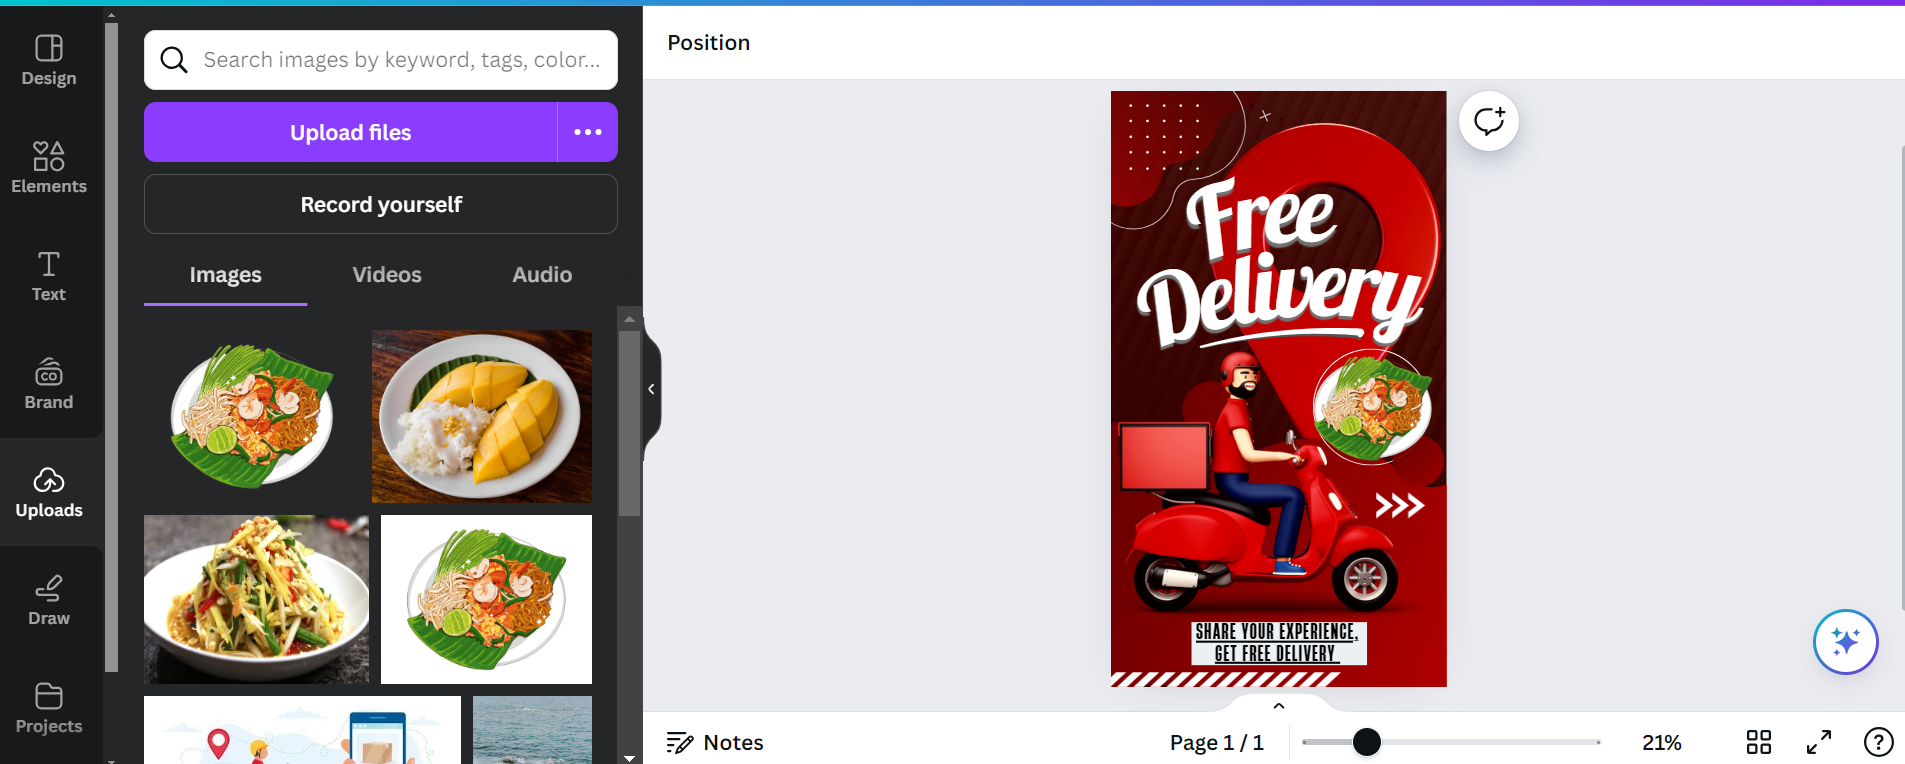 Design
Elements
Text
CO
Brand
Uploads
Draw
Projects
Search images by keyword, tags, color...
Upload files
Record yourself
Images
Videos
Audio
Position
Free
Delivery
SHARE YOUR EXPERIENCE,
GET FREE DELIVERY
Notes
Page 1 / 1
21%